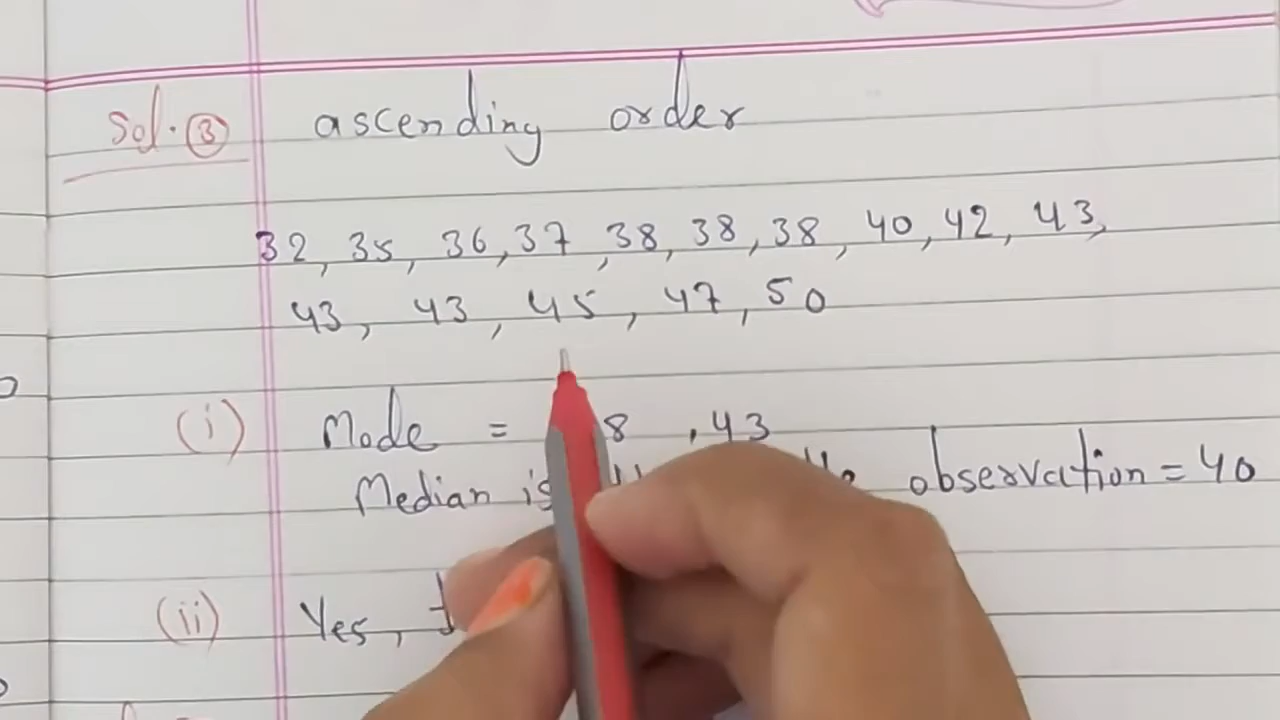 Sol. (3) ascending order
32, 35, 36, 37, 38, 38, 38, 40, 42, 43,
43, 43, 45, 47, 50
(i) Mode = 8, 43
Median is observation = 40
(ii) Yes,